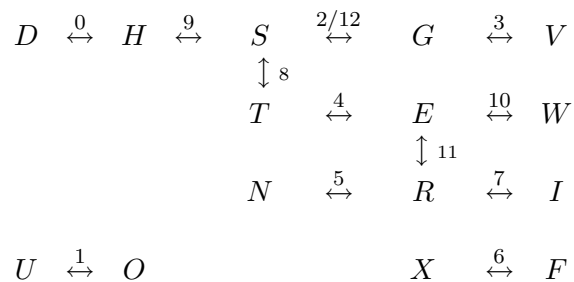 D 0 ↔ H 9 ↔ S 2/12 ↔ G 3 ↔ V
↕ 8
T 4 ↔ E 10 ↔ W
↕ 11
N 5 ↔ R 7 ↔ I
U 1 ↔ O X 6 ↔ F